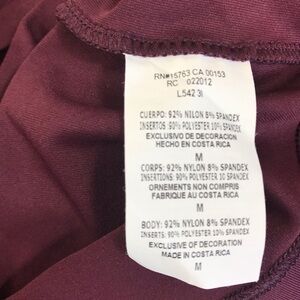 RN#15763 CA 00153
RC 022012
L542 3I
CUERPO: 92% NILON 8% SPANDEX
INSERTOS: 90% POLYESTER 10% SPANDEX
EXCLUSIVO DE DECORACION
HECHO EN COSTA RICA
M
CORPS: 92% NYLON 8% SPANDEX
INSERTIONS: 90% POLYESTER 10 SPANDEX
ORNEMENTS NON COMPRIS
FABRIQUE AU COSTA RICA
M
BODY: 92% NYLON 8% SPANDEX
INSERTS: 90% POLYESTER 10% SPANDEX
EXCLUSIVE OF DECORATION
MADE IN COSTA RICA
M